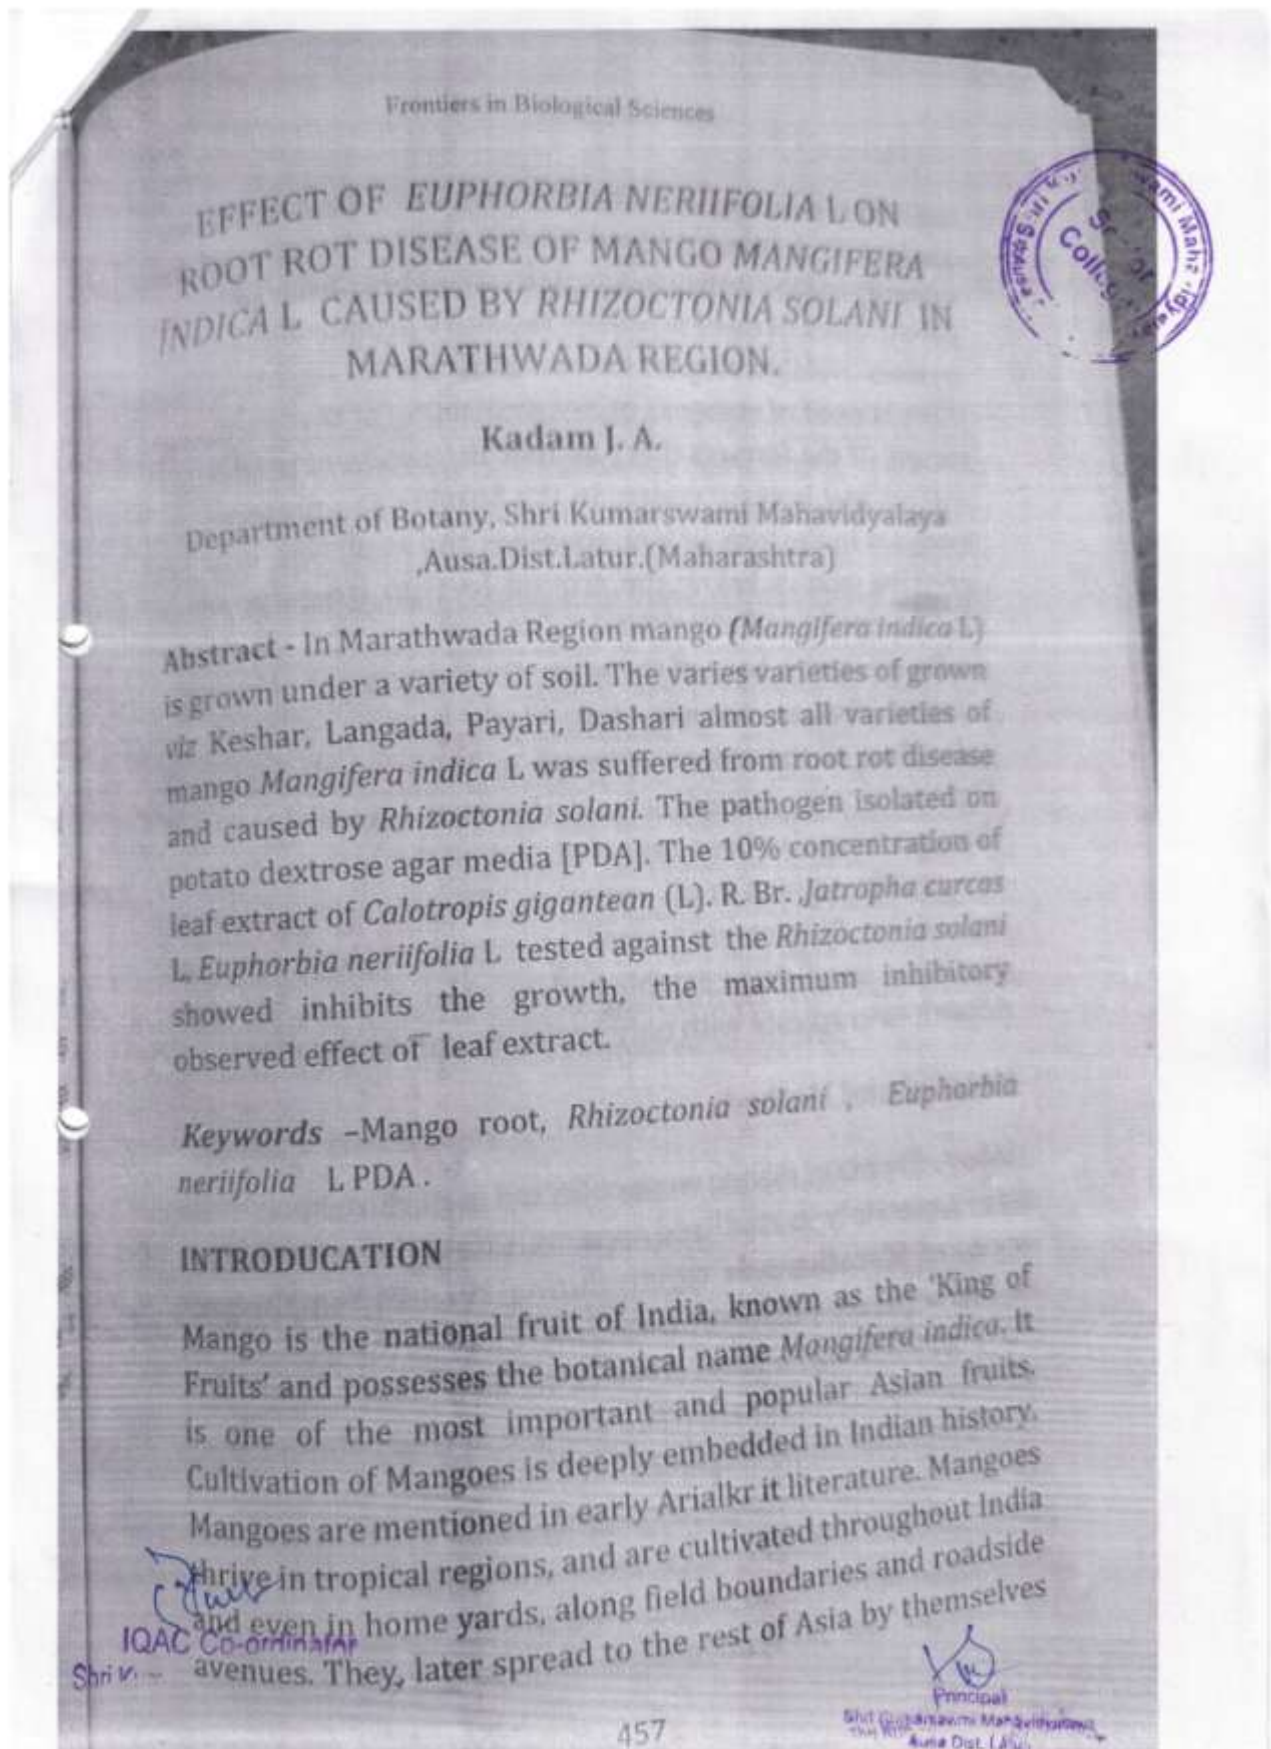 Frontiers in Biological Sciences
EFFECT OF EUPHORBIA NERIIFOLIA L ON
ROOT ROT DISEASE OF MANGO MANGIFERA
INDICA L CAUSED BY RHIZOCTONIA SOLANI IN
MARATHWADA REGION.
Kadam J. A.
Department of Botany, Shri Kumarswami Mahavidyalaya
,Ausa.Dist.Latur.(Maharashtra)
Abstract - In Marathwada Region mango (Mangifera indica L)
is grown under a variety of soil. The varies varieties of grown
viz Keshar, Langada, Payari, Dashari almost all varieties of
mango Mangifera indica L was suffered from root rot disease
and caused by Rhizoctonia solani. The pathogen isolated on
potato dextrose agar media [PDA]. The 10% concentration of
leaf extract of Calotropis gigantean (L). R. Br. ,Jatropha curcas
L, Euphorbia neriifolia L tested against the Rhizoctonia solani
showed inhibits the growth, the maximum inhibitory
observed effect of leaf extract.
Keywords –Mango root, Rhizoctonia solani , Euphorbia
neriifolia L PDA .
INTRODUCATION
Mango is the national fruit of India, known as the ‘King of
Fruits’ and possesses the botanical name Mangifera indica. It
is one of the most important and popular Asian fruits.
Cultivation of Mangoes is deeply embedded in Indian history.
Mangoes are mentioned in early Arialkr it literature. Mangoes
thrive in tropical regions, and are cultivated throughout India
and even in home yards, along field boundaries and roadside
avenues. They, later spread to the rest of Asia by themselves
IQAC Co-ordinator
Shri
Principal
Ausa Dist.
457
College